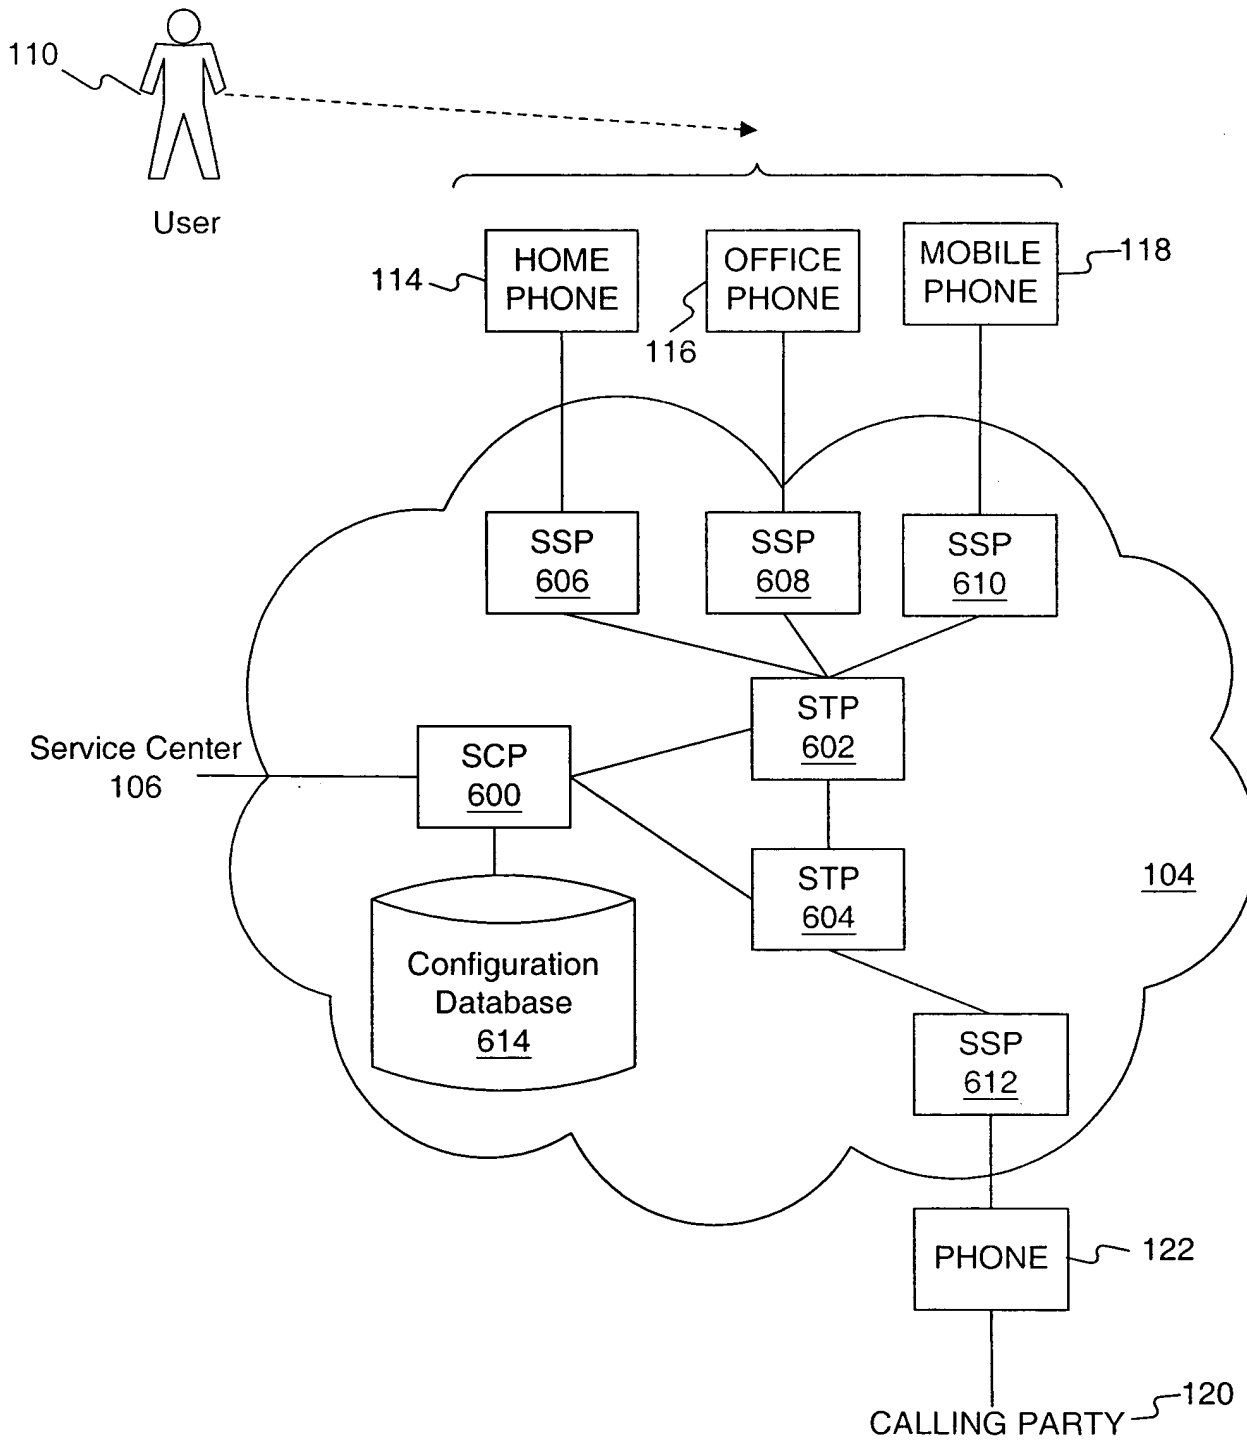 110
User
HOME
PHONE
114
OFFICE
PHONE
116
MOBILE
PHONE
118
SSP
606
SSP
608
SSP
610
STP
602
Service Center
106
SCP
600
STP
604
104
Configuration
Database
614
SSP
612
PHONE
122
CALLING PARTY
120